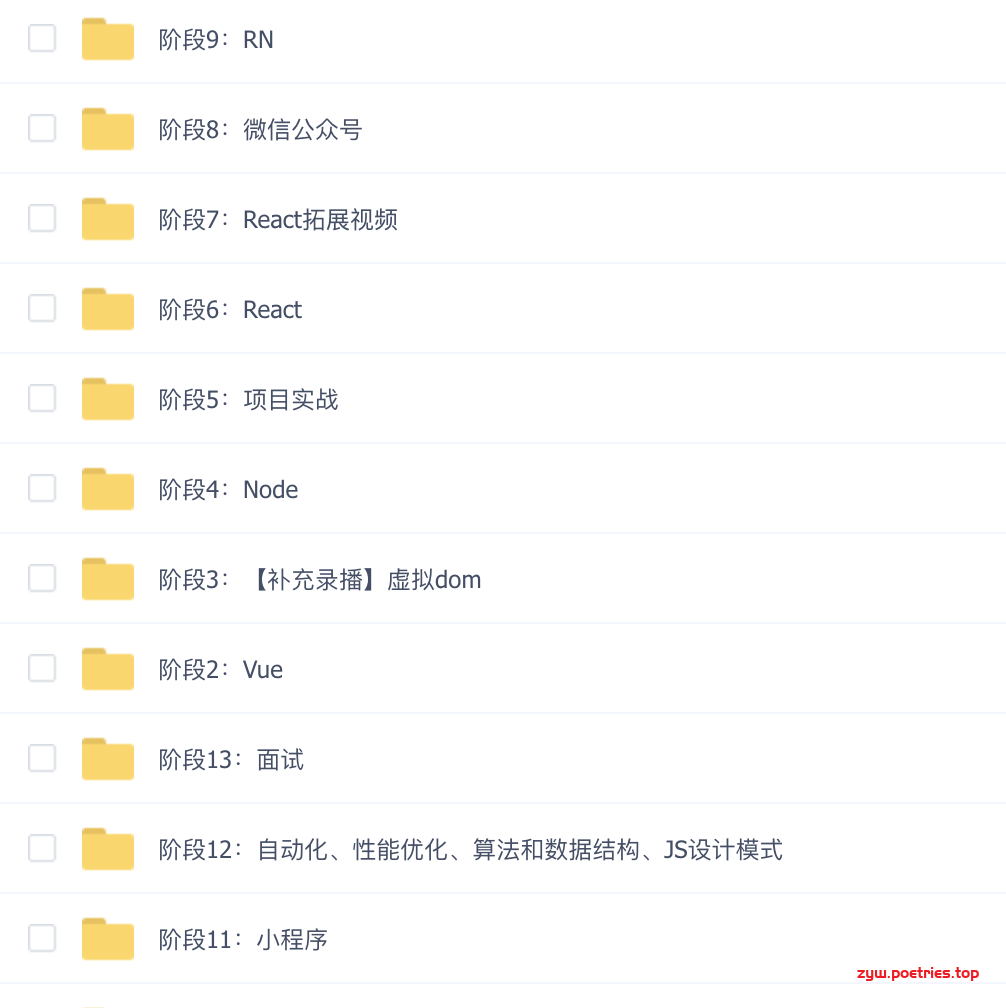 阶段9：RN
阶段8：微信公众号
阶段7：React拓展视频
阶段6：React
阶段5：项目实战
阶段4：Node
阶段3：【补充录播】虚拟dom
阶段2：Vue
阶段13：面试
阶段12：自动化、性能优化、算法和数据结构、JS设计模式
阶段11：小程序
zyw.poetries.top